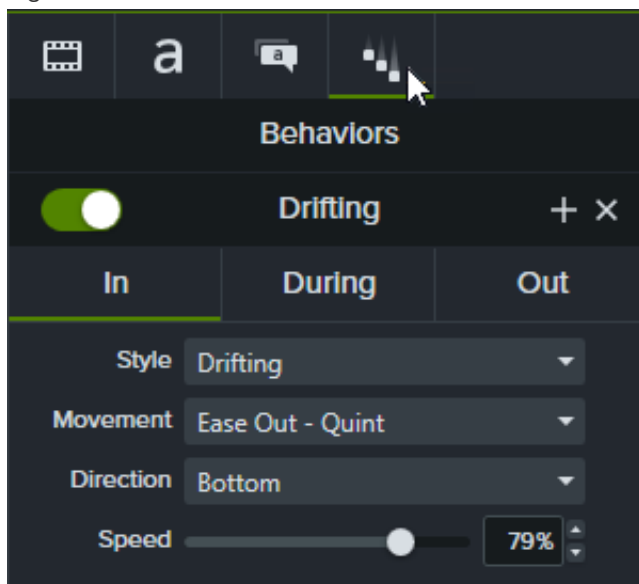 a
a
Behaviors
Drifting
In During Out
Style Drifting
Movement Ease Out - Quint
Direction Bottom
Speed 79%